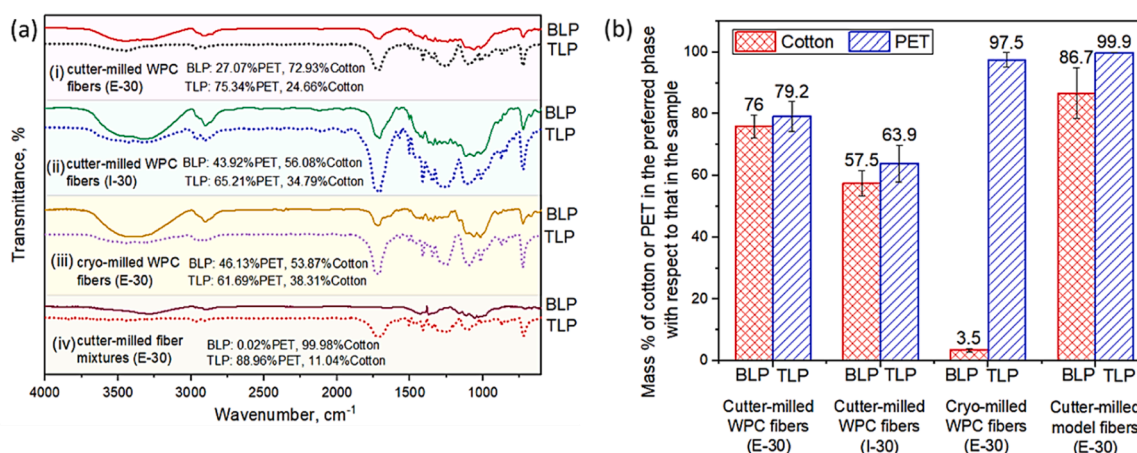 (a)
BLP
TLP
(i) cutter-milled WPC
fibers (E-30)
BLP: 27.07%PET, 72.93%Cotton
TLP: 75.34%PET, 24.66%Cotton
BLP
TLP
(ii) cutter-milled WPC
fibers (I-30)
BLP: 43.92%PET, 56.08%Cotton
TLP: 65.21%PET, 34.79%Cotton
BLP
TLP
(iii) cryo-milled WPC
fibers (E-30)
BLP: 46.13%PET, 53.87%Cotton
TLP: 61.69%PET, 38.31%Cotton
BLP
TLP
(iv) cutter-milled fiber
mixtures (E-30)
BLP: 0.02%PET, 99.98%Cotton
TLP: 88.96%PET, 11.04%Cotton
Transmittance, %
4000 3500 3000 2500 2000 1500 1000
Wavenumber, cm-1
(b)
Mass % of cotton or PET in the preferred phase
with respect to that in the sample
100
80
60
40
20
0
Cotton PET
76 79.2 57.5 63.9 3.5 97.5 86.7 99.9
BLP TLP BLP TLP BLP TLP BLP TLP
Cutter-milled
WPC fibers
(E-30)
Cutter-milled
WPC fibers
(I-30)
Cryo-milled
WPC fibers
(E-30)
Cutter-milled
model fibers
(E-30)